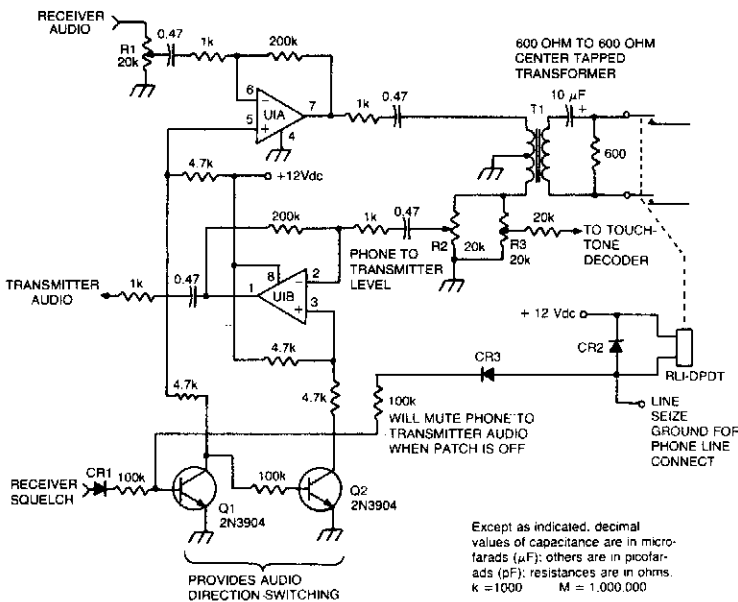 RECEIVER
AUDIO
R1
20k
0.47
1k
200k
6
5
7
4
UIA
1k
0.47
600 OHM TO 600 OHM
CENTER TAPPED
TRANSFORMER
10 µF
+
T1
600
4.7k
+12Vdc
200k
1k
0.47
PHONE TO
TRANSMITTER
LEVEL
R2
20k
R3
20k
20k
TO TOUCH-
TONE
DECODER
TRANSMITTER
AUDIO
1k
0.47
1
8
2
3
UIB
4.7k
4.7k
4.7k
+ 12 Vdc
CR2
RLI-DPDT
CR3
100k
WILL MUTE PHONE TO
TRANSMITTER AUDIO
WHEN PATCH IS OFF
LINE
SEIZE
GROUND FOR
PHONE LINE
CONNECT
RECEIVER
SQUELCH
CR1
100k
Q1
2N3904
100k
Q2
2N3904
PROVIDES AUDIO
DIRECTION-SWITCHING
Except as indicated, decimal
values of capacitance are in micro-
farads (µF); others are in picofar-
ads (pF); resistances are in ohms.
k =1000 M = 1.000.000